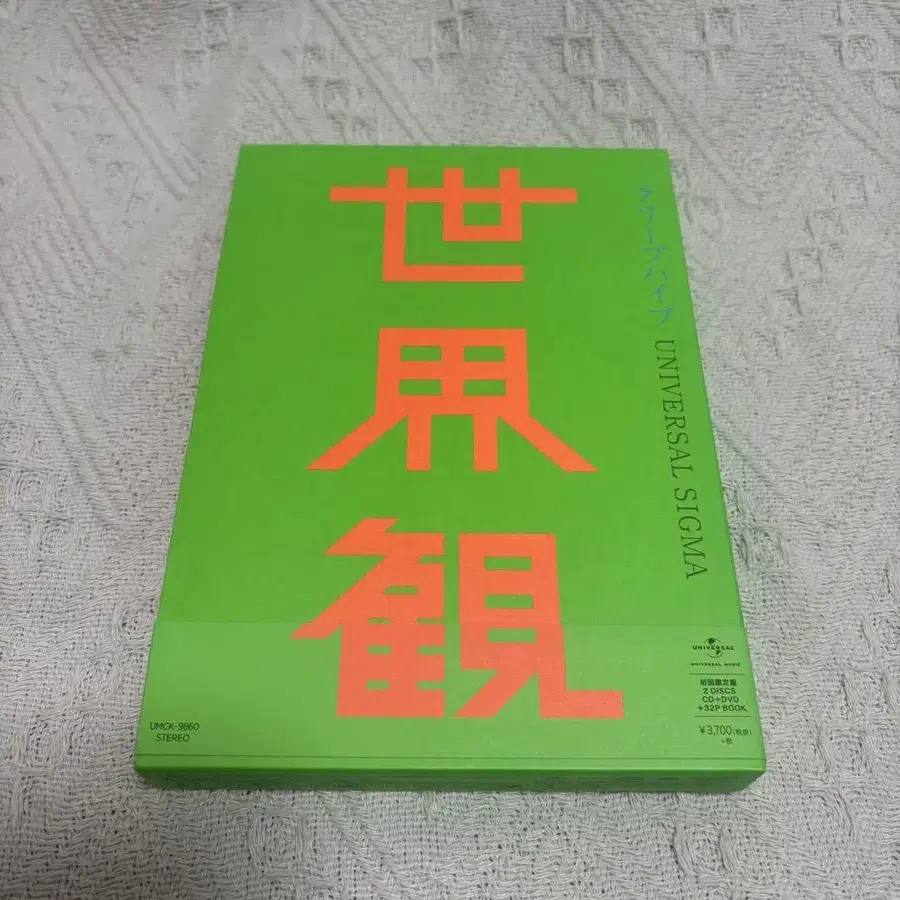 世界観
クリープハイプ
UNIVERSAL SIGMA
UNIVERSAL
UNIVERSAL MUSIC
初回限定盤
2 DISCS
CD+DVD
+32P BOOK
¥3,700(税抜)
+税
UMCK-9860
STEREO